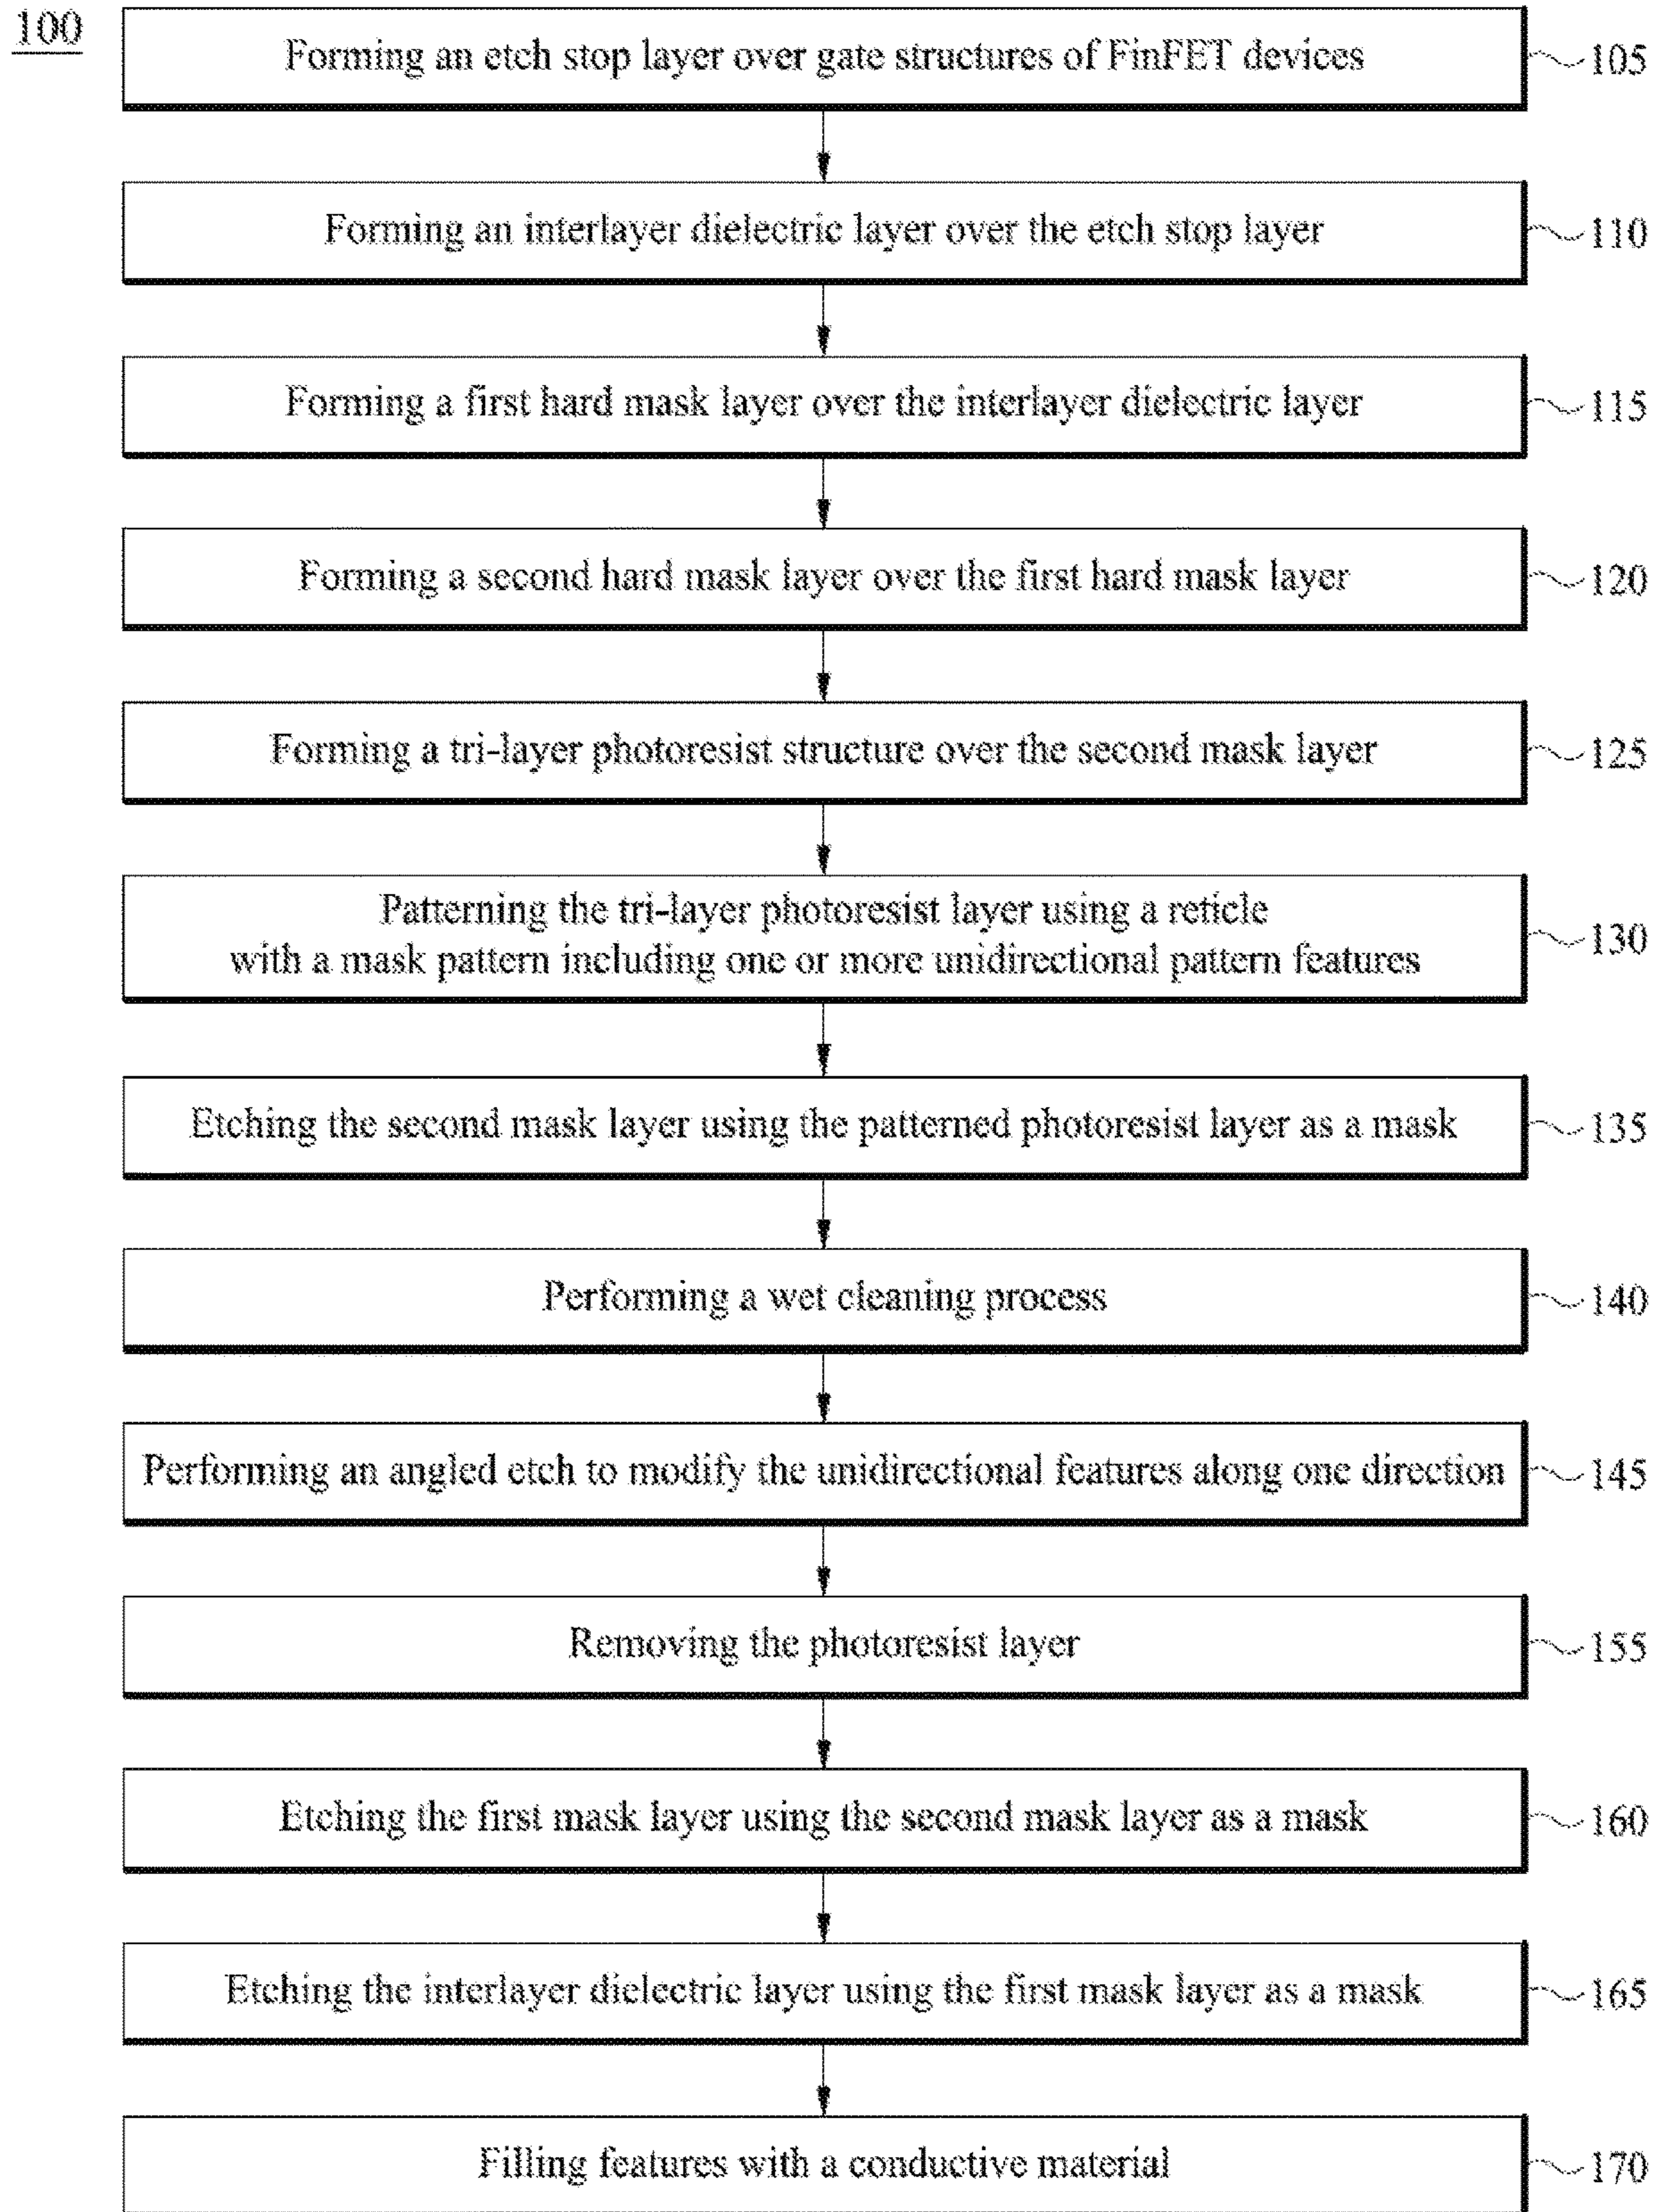 100
Forming an etch stop layer over gate structures of FinFET devices
105
Forming an interlayer dielectric layer over the etch stop layer
110
Forming a first hard mask layer over the interlayer dielectric layer
115
Forming a second hard mask layer over the first hard mask layer
120
Forming a tri-layer photoresist structure over the second mask layer
125
Patterning the tri-layer photoresist layer using a reticle
with a mask pattern including one or more unidirectional pattern features
130
Etching the second mask layer using the patterned photoresist layer as a mask
135
Performing a wet cleaning process
140
Performing an angled etch to modify the unidirectional features along one direction
145
Removing the photoresist layer
155
Etching the first mask layer using the second mask layer as a mask
160
Etching the interlayer dielectric layer using the first mask layer as a mask
165
Filling features with a conductive material
170